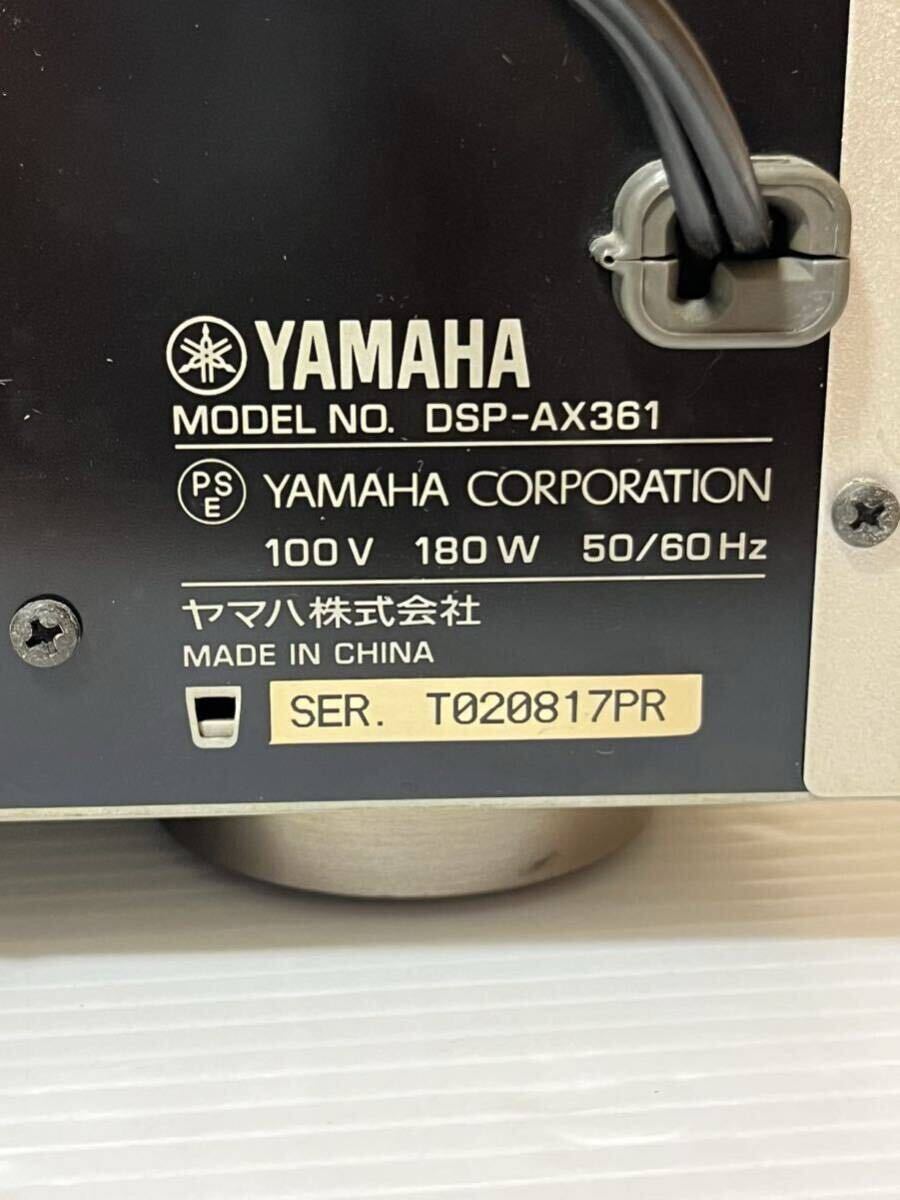 YAMAHA
MODEL NO. DSP-AX361
PSE YAMAHA CORPORATION
100V 180W 50/60Hz
ヤマハ株式会社
MADE IN CHINA
SER. T020817PR